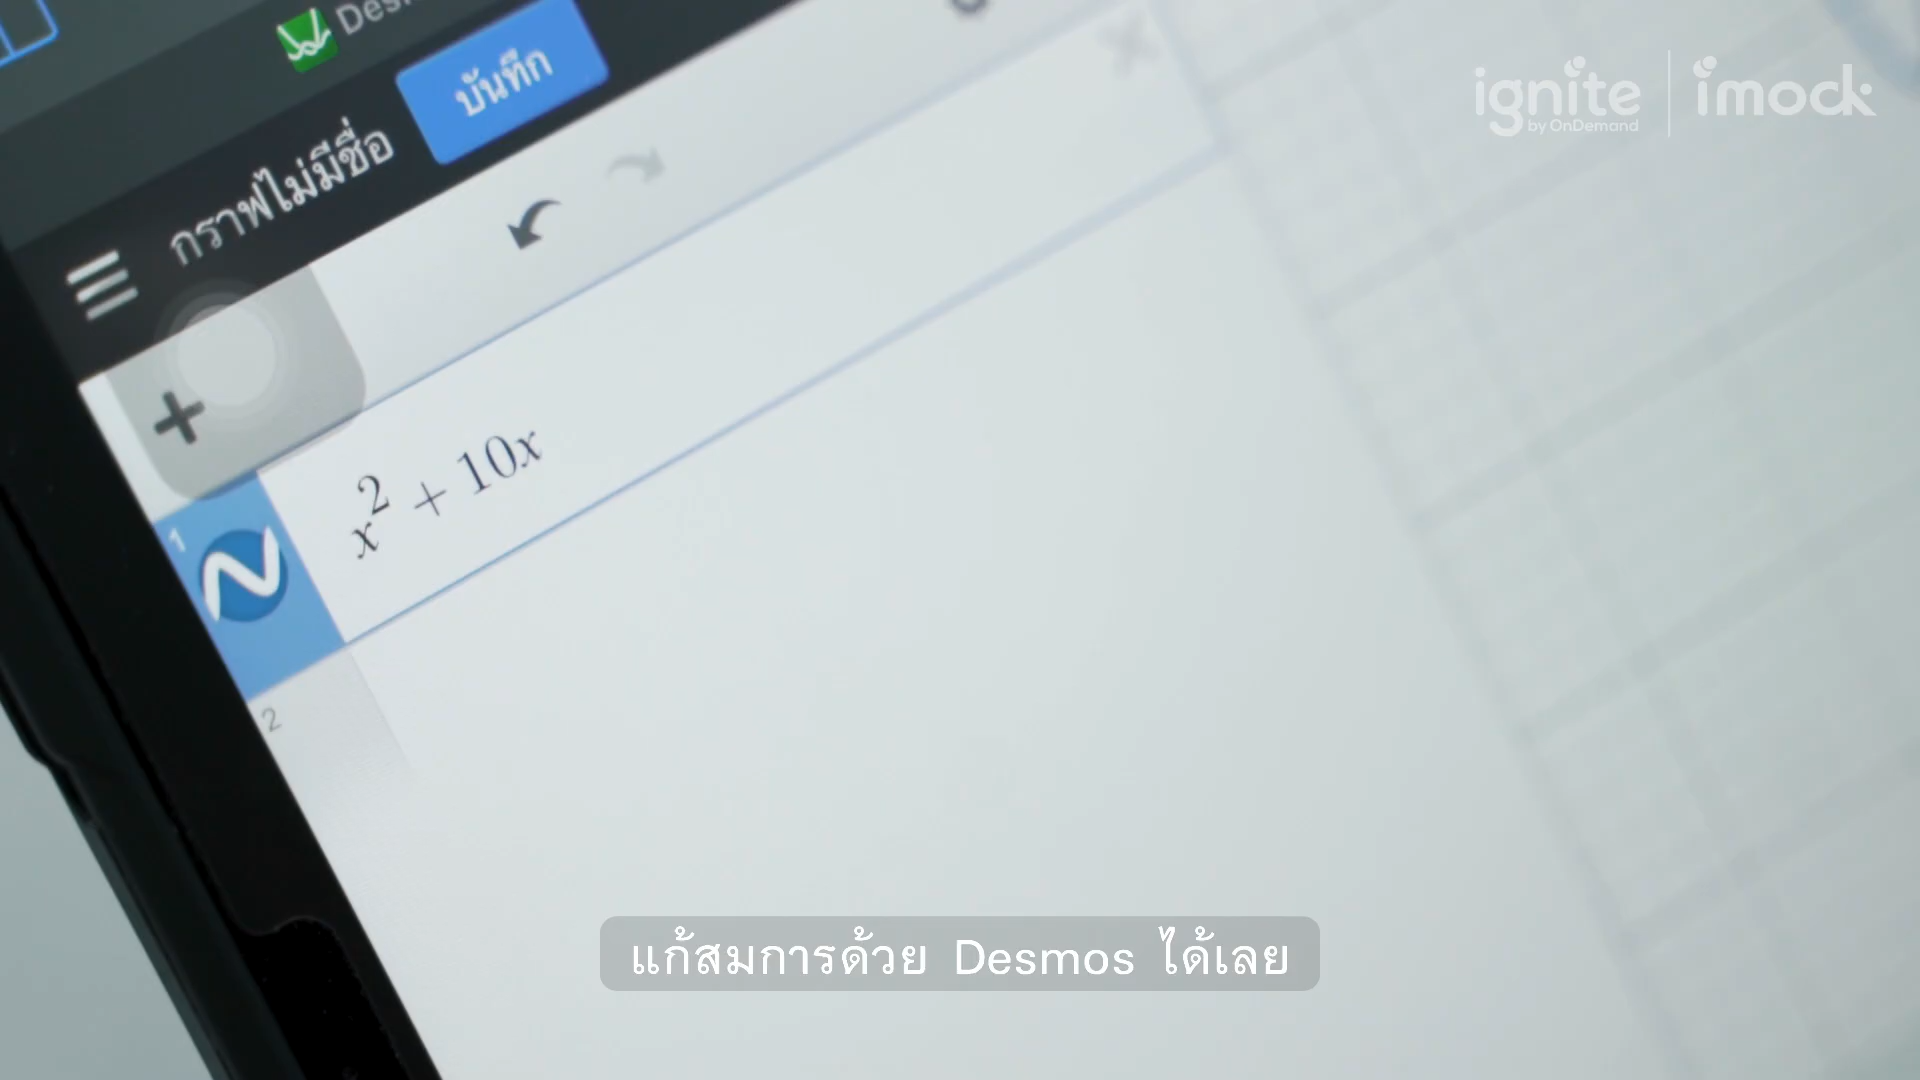 บันทึก
กราฟไม่มีชื่อ
ignite
by OnDemand
imock
+
1
x² + 10x
2
แก้สมการด้วย Desmos ได้เลย